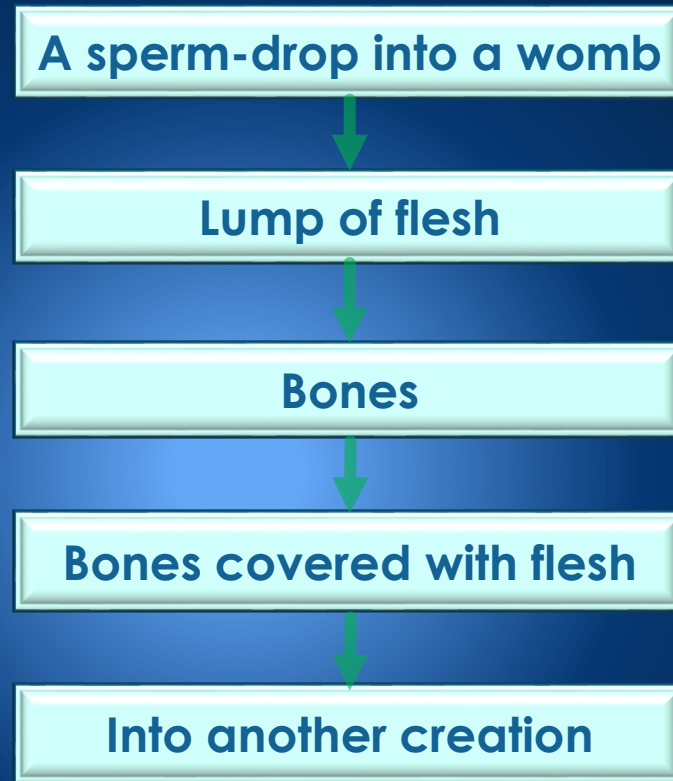 A sperm-drop into a womb
Lump of flesh
Bones
Bones covered with flesh
Into another creation